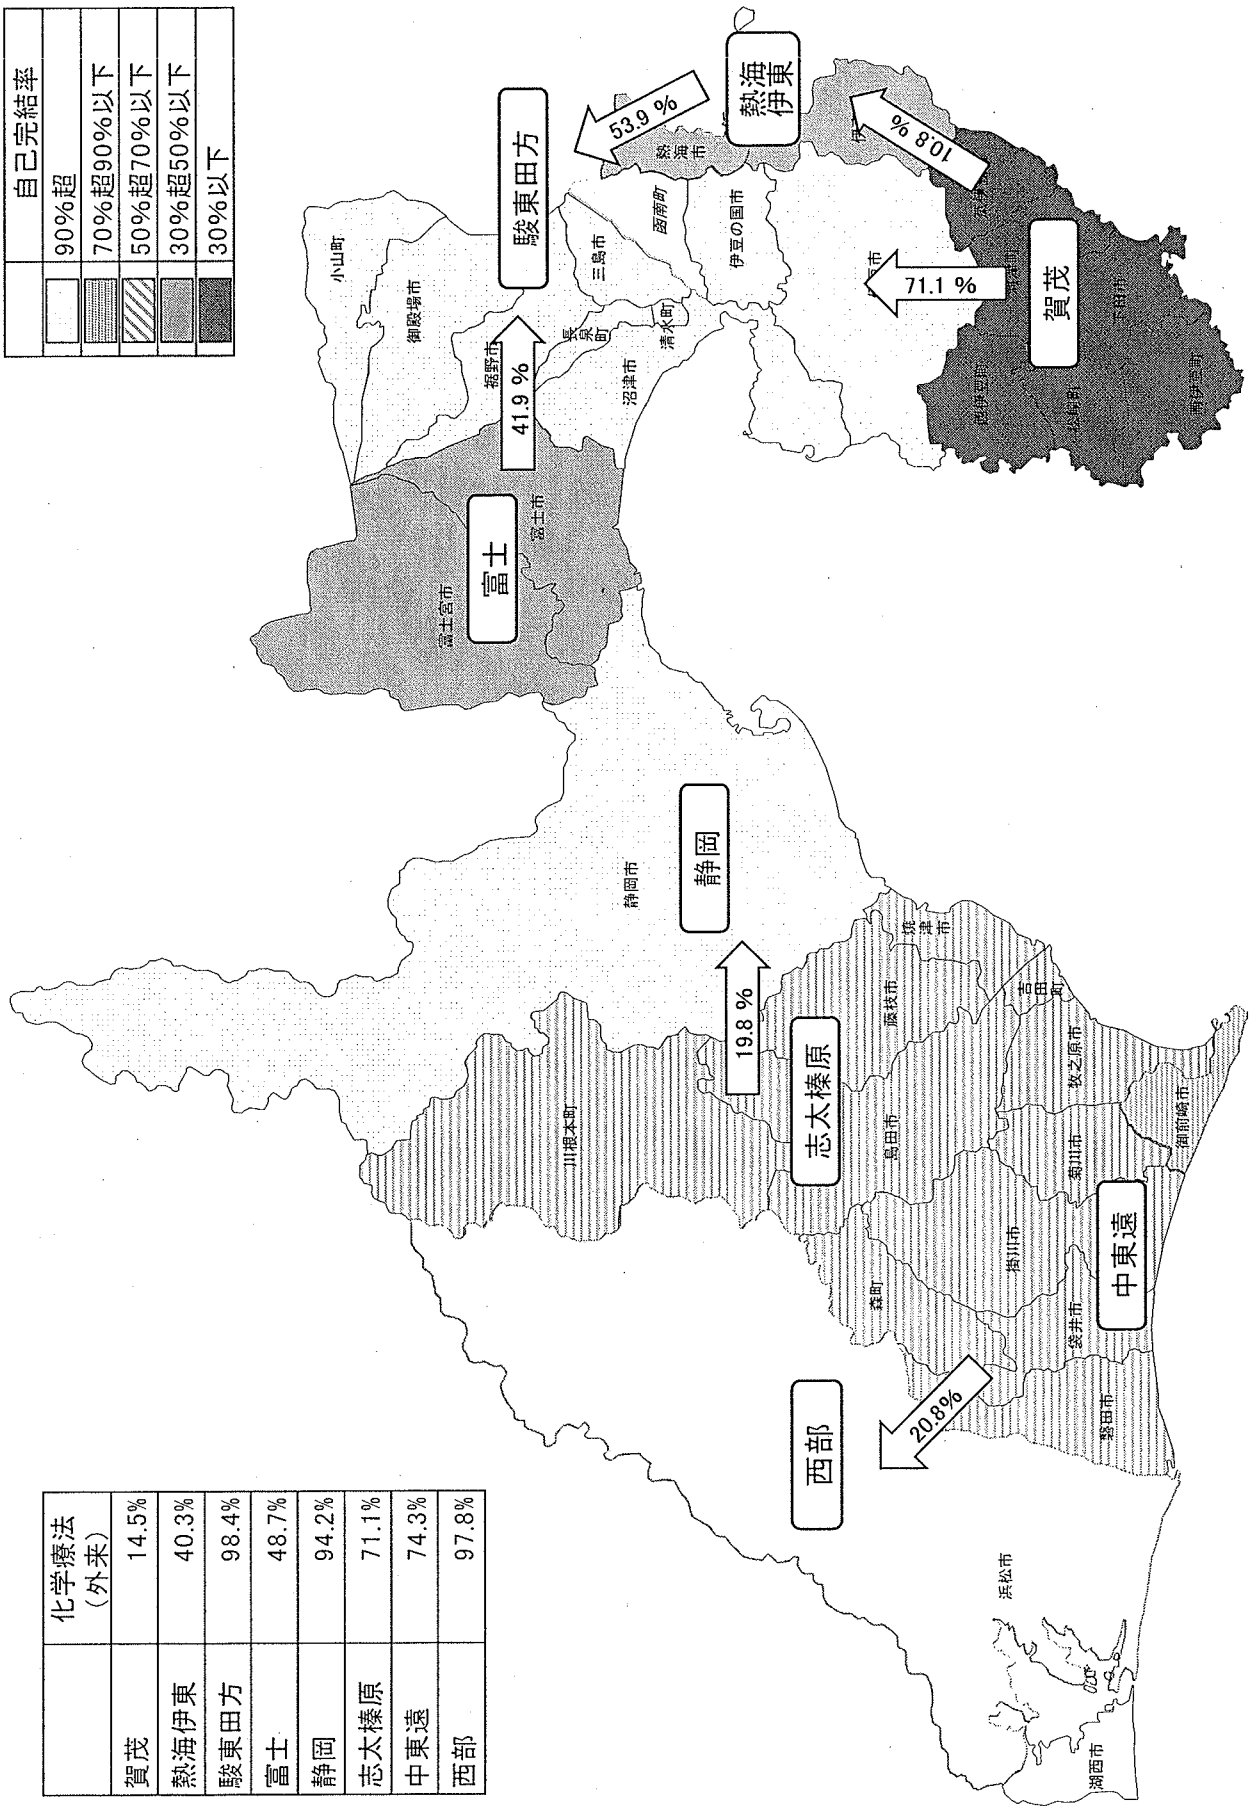 化学療法
（外来）
賀茂 14.5%
熱海伊東 40.3%
駿東田方 98.4%
富士 48.7%
静岡 94.2%
志太榛原 71.1%
中東遠 74.3%
西部 97.8%
自己完結率
90%超
70%超90%以下
50%超70%以下
30%超50%以下
30%以下
小山町
御殿場市
裾野市
41.9 %
駿東田方
三島市
長泉町
清水町
沼津市
函南町
53.9 %
熱海市
熱海
伊東
伊豆の国市
71.1 %
10.8 %
賀茂
西伊豆町
松崎町
下田市
南伊豆町
富士宮市
富士
富士市
静岡市
静岡
19.8 %
川根本町
志太榛原
藤枝市
焼津市
島田市
吉田町
牧之原市
御前崎市
菊川市
掛川市
森町
袋井市
中東遠
磐田市
20.8%
西部
浜松市
湖西市